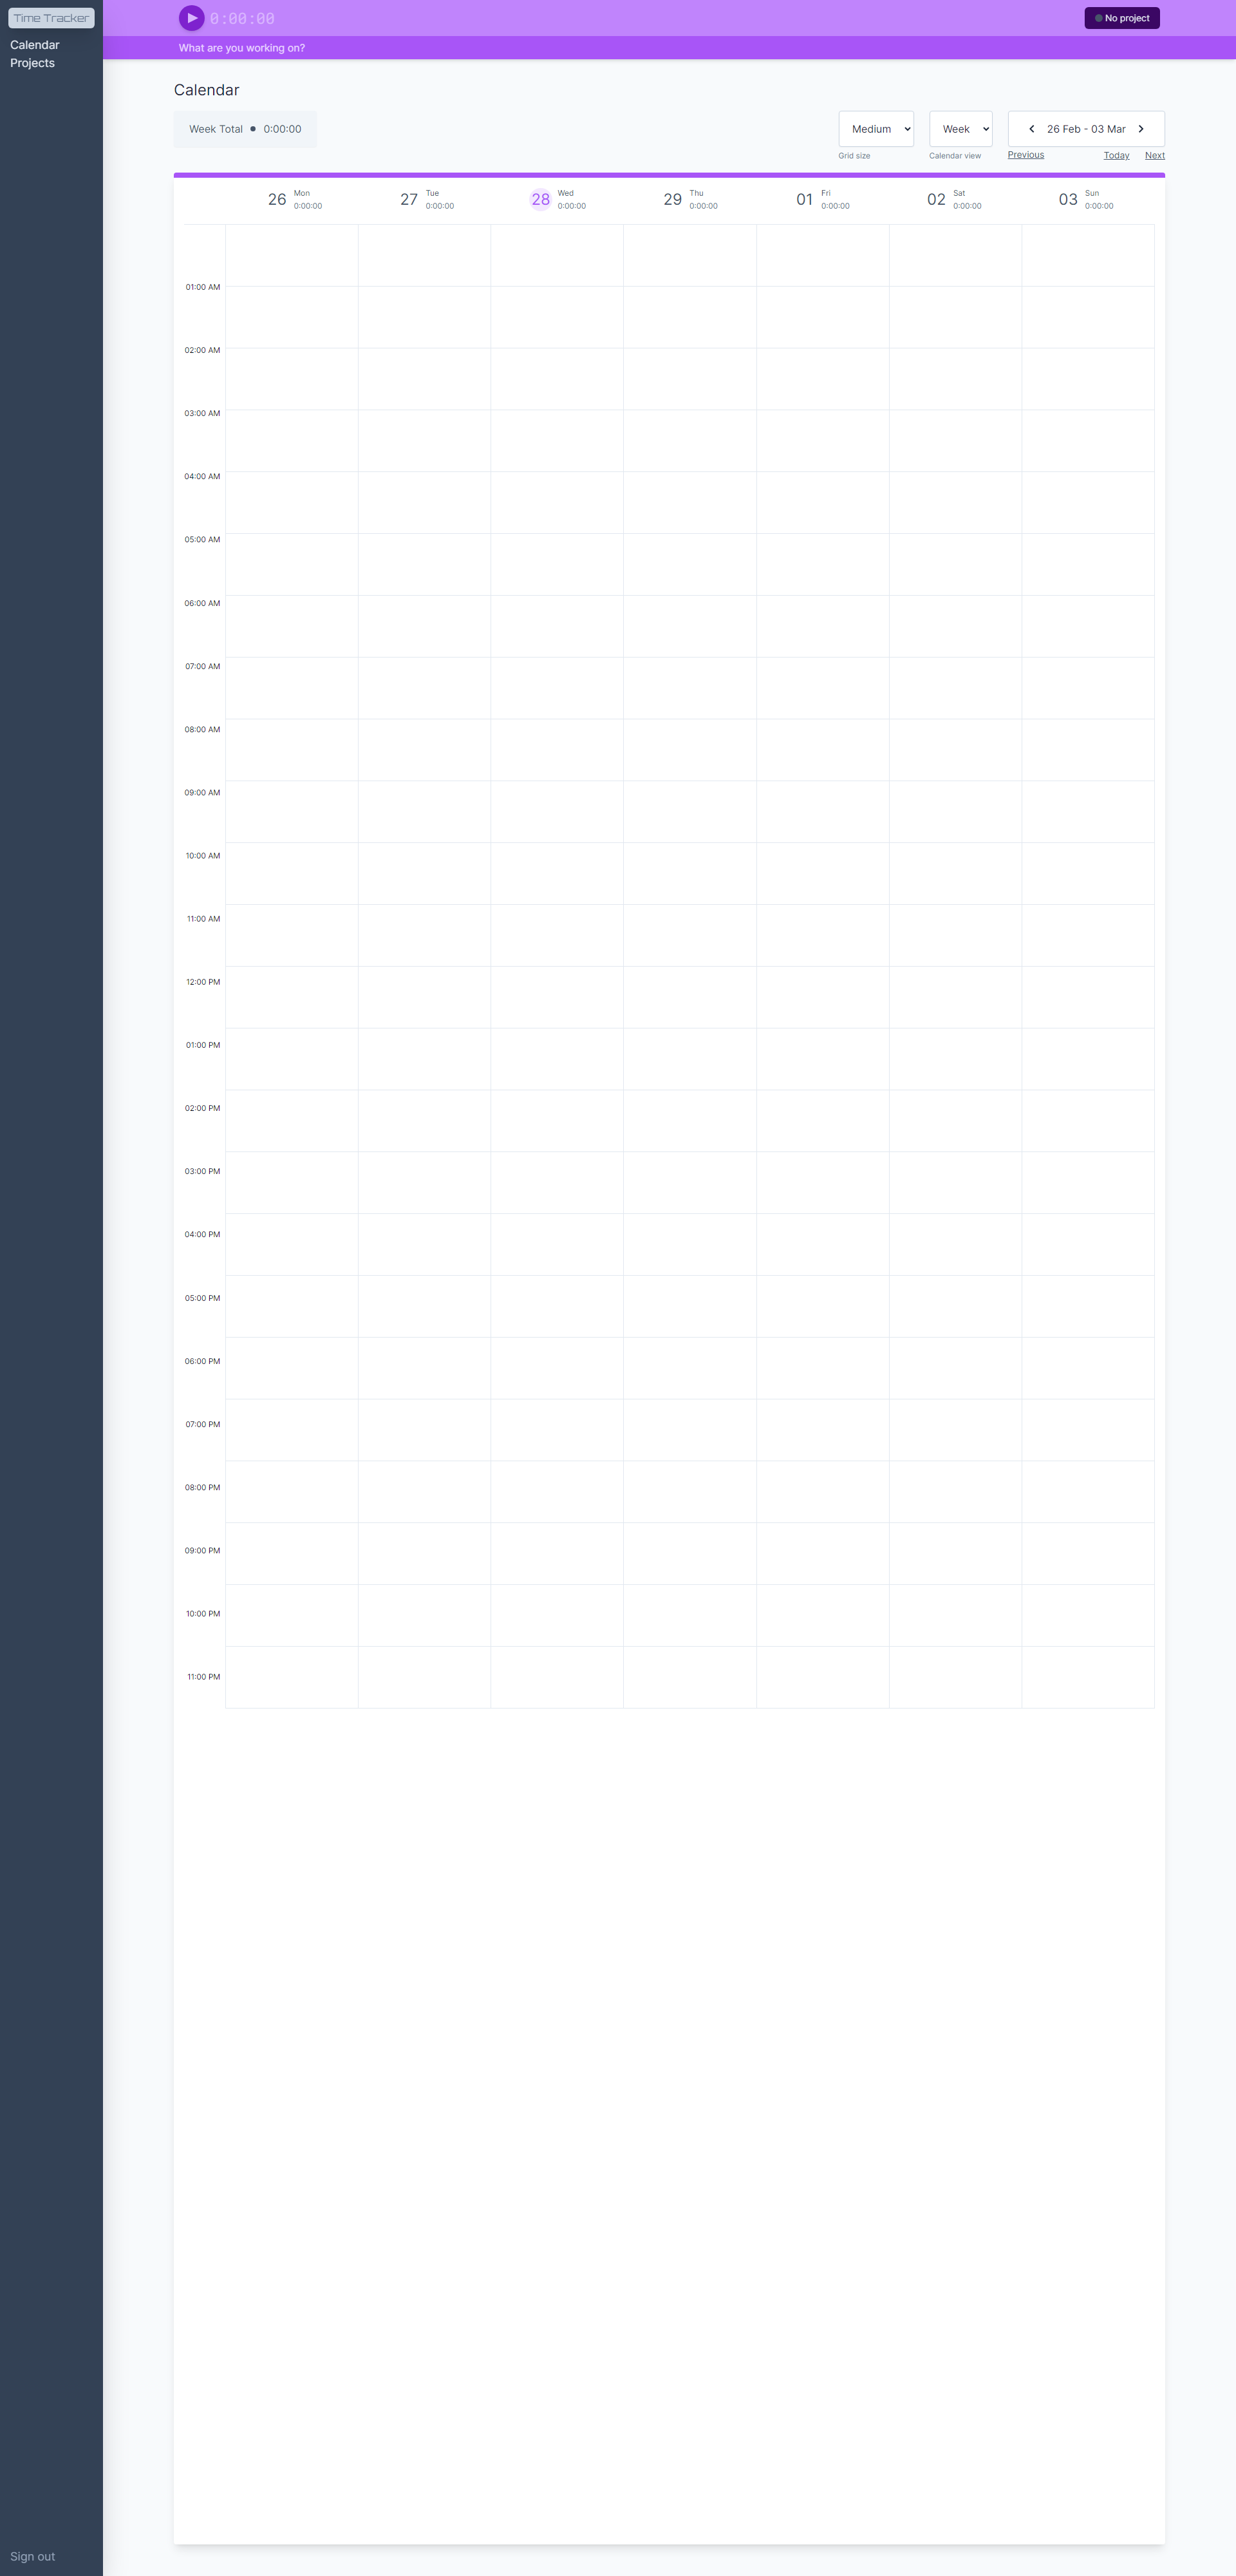 Time Tracker
Calendar
Projects
0:00:00
No project
What are you working on?
Calendar
Week Total 0:00:00
Medium
Week
26 Feb - 03 Mar
Grid size
Calendar view
Previous
Today
Next
26 Mon 0:00:00
27 Tue 0:00:00
28 Wed 0:00:00
29 Thu 0:00:00
01 Fri 0:00:00
02 Sat 0:00:00
03 Sun 0:00:00
01:00 AM
02:00 AM
03:00 AM
04:00 AM
05:00 AM
06:00 AM
07:00 AM
08:00 AM
09:00 AM
10:00 AM
11:00 AM
12:00 PM
01:00 PM
02:00 PM
03:00 PM
04:00 PM
05:00 PM
06:00 PM
07:00 PM
08:00 PM
09:00 PM
10:00 PM
11:00 PM
Sign out